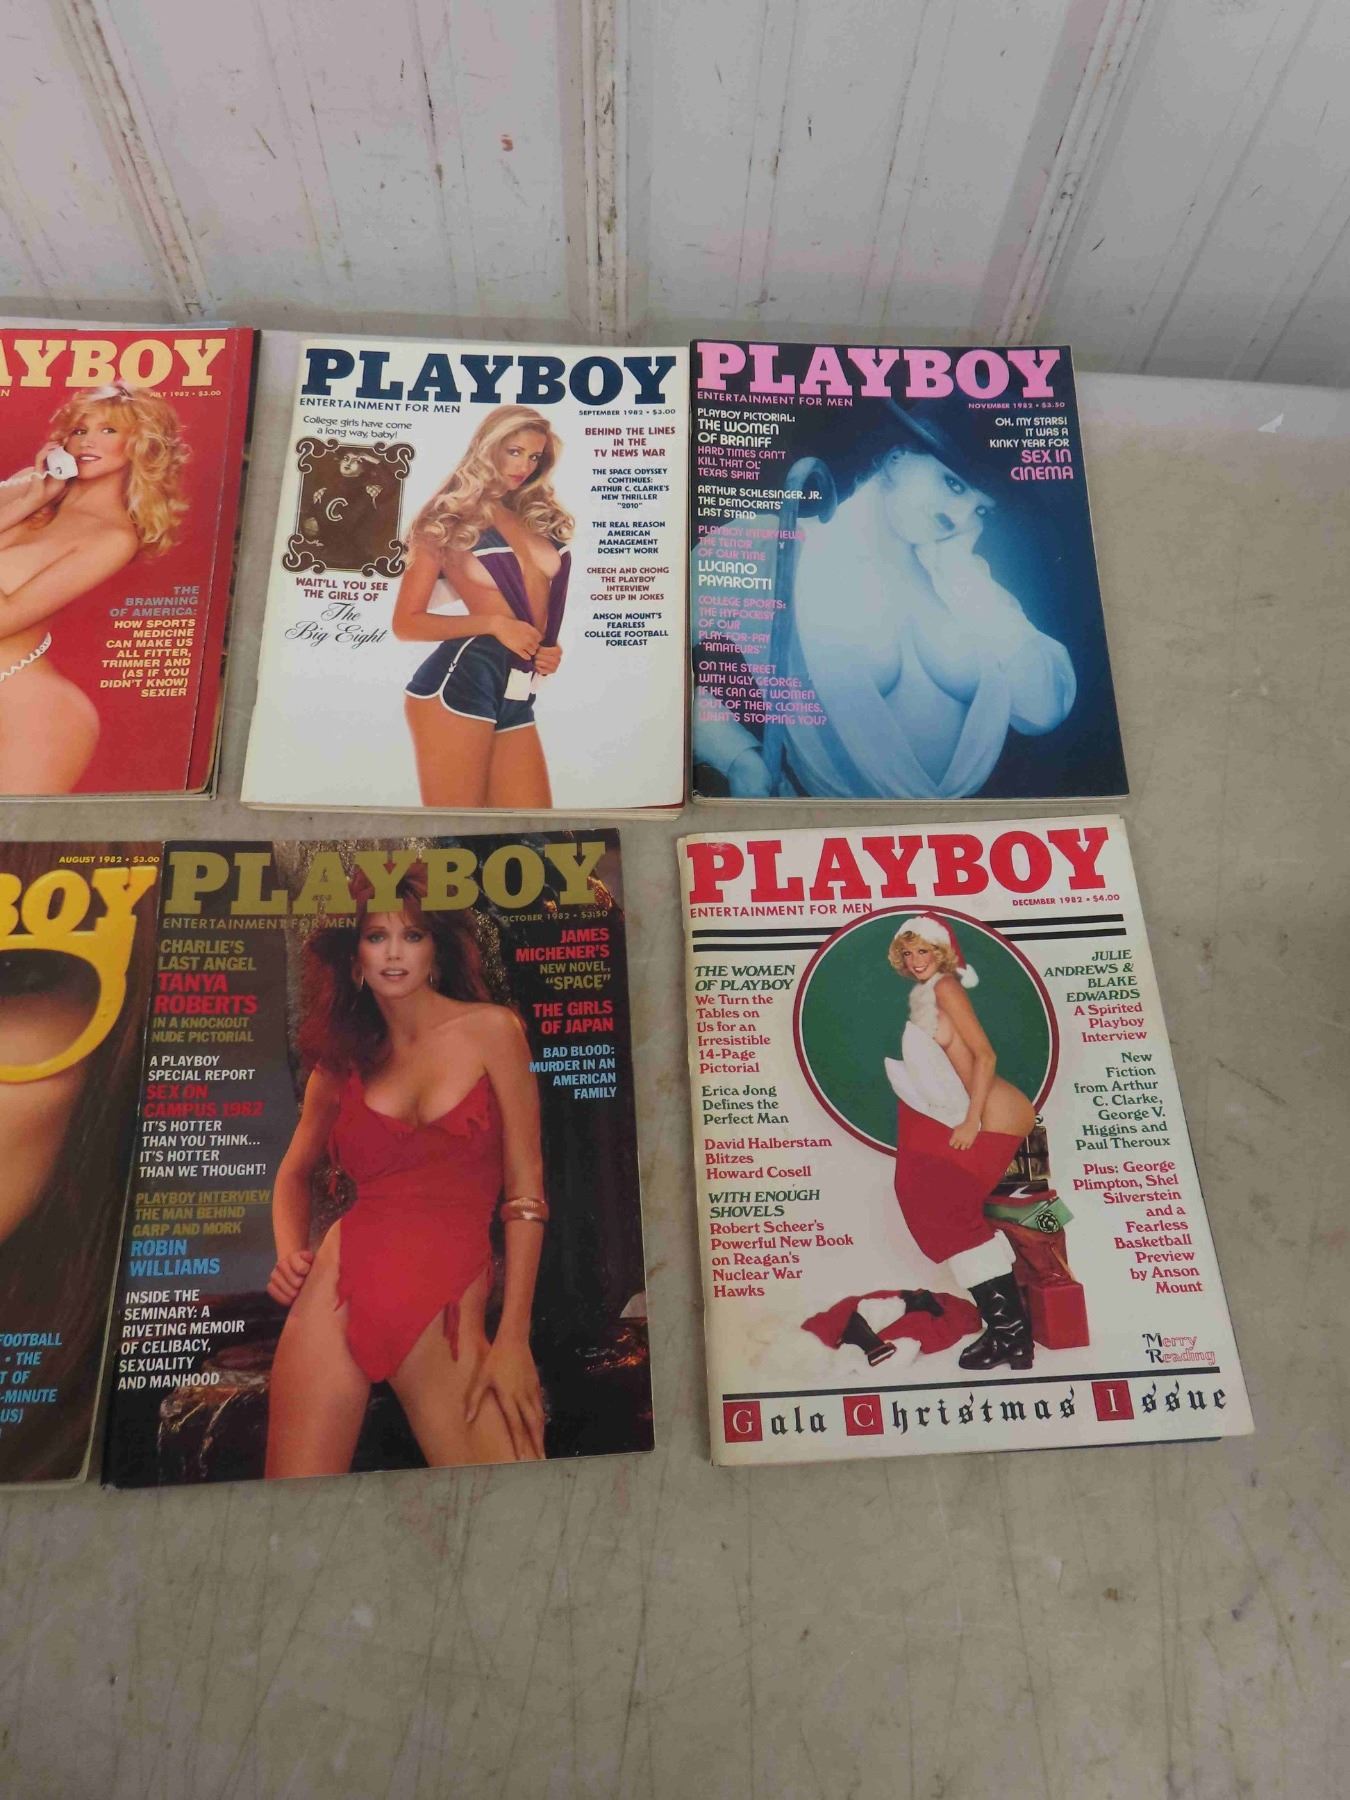 AYBOY
N
JULY 1982 • $3.00
THE
BRAWNING
OF AMERICA:
HOW SPORTS
MEDICINE
CAN MAKE US
ALL FITTER,
TRIMMER AND
(AS IF YOU
DIDN'T KNOW)
SEXIER
PLAYBOY
ENTERTAINMENT FOR MEN
SEPTEMBER 1982 • $3.00
College girls have come
a long way, baby!
C
WAIT'LL YOU SEE
THE GIRLS OF
The
Big Eight
BEHIND THE LINES
IN THE
TV NEWS WAR
THE SPACE ODYSSEY
CONTINUES:
ARTHUR C. CLARKE'S
NEW THRILLER
"2010"
THE REAL REASON
AMERICAN
MANAGEMENT
DOESN'T WORK
CHEECH AND CHONG
THE PLAYBOY
INTERVIEW
GOES UP IN JOKES
ANSON MOUNT'S
FEARLESS
COLLEGE FOOTBALL
FORECAST
PLAYBOY
ENTERTAINMENT FOR MEN
NOVEMBER 1982 • $3.50
PLAYBOY PICTORIAL:
THE WOMEN
OF BRANIFF
HARD TIMES CAN'T
KILL THAT OL'
TEXAS SPIRIT
ARTHUR SCHLESINGER, JR.
THE DEMOCRATS'
LAST STAND
PLAYBOY INTERVIEW:
THE TENOR
OF OUR TIME
LUCIANO
PAVAROTTI
COLLEGE SPORTS:
THE HYPOCRISY
OF OUR
PLAY-FOR-PAY
"AMATEURS"
ON THE STREET
WITH UGLY GEORGE:
IF HE CAN GET WOMEN
OUT OF THEIR CLOTHES,
WHAT'S STOPPING YOU?
OH, MY STARS!
IT WAS A
KINKY YEAR FOR
SEX IN
CINEMA
AUGUST 1982 • $3.00
BOY
FOOTBALL
• THE
T OF
-MINUTE
US)
PLAYBOY
ENTERTAINMENT FOR MEN
OCTOBER 1982 • $3.50
CHARLIE'S
LAST ANGEL
TANYA
ROBERTS
IN A KNOCKOUT
NUDE PICTORIAL
A PLAYBOY
SPECIAL REPORT
SEX ON
CAMPUS 1982
IT'S HOTTER
THAN YOU THINK...
IT'S HOTTER
THAN WE THOUGHT!
PLAYBOY INTERVIEW
THE MAN BEHIND
GARP AND MORK
ROBIN
WILLIAMS
INSIDE THE
SEMINARY: A
RIVETING MEMOIR
OF CELIBACY,
SEXUALITY
AND MANHOOD
JAMES
MICHENER'S
NEW NOVEL,
"SPACE"
THE GIRLS
OF JAPAN
BAD BLOOD:
MURDER IN AN
AMERICAN
FAMILY
PLAYBOY
ENTERTAINMENT FOR MEN
DECEMBER 1982 • $4.00
THE WOMEN
OF PLAYBOY
We Turn the
Tables on
Us for an
Irresistible
14-Page
Pictorial
Erica Jong
Defines the
Perfect Man
David Halberstam
Blitzes
Howard Cosell
WITH ENOUGH
SHOVELS
Robert Scheer's
Powerful New Book
on Reagan's
Nuclear War
Hawks
JULIE
ANDREWS &
BLAKE
EDWARDS
A Spirited
Playboy
Interview
New
Fiction
from Arthur
C. Clarke,
George V.
Higgins and
Paul Theroux
Plus: George
Plimpton, Shel
Silverstein
and a
Fearless
Basketball
Preview
by Anson
Mount
Merry
Reading
Gala Christmas Issue